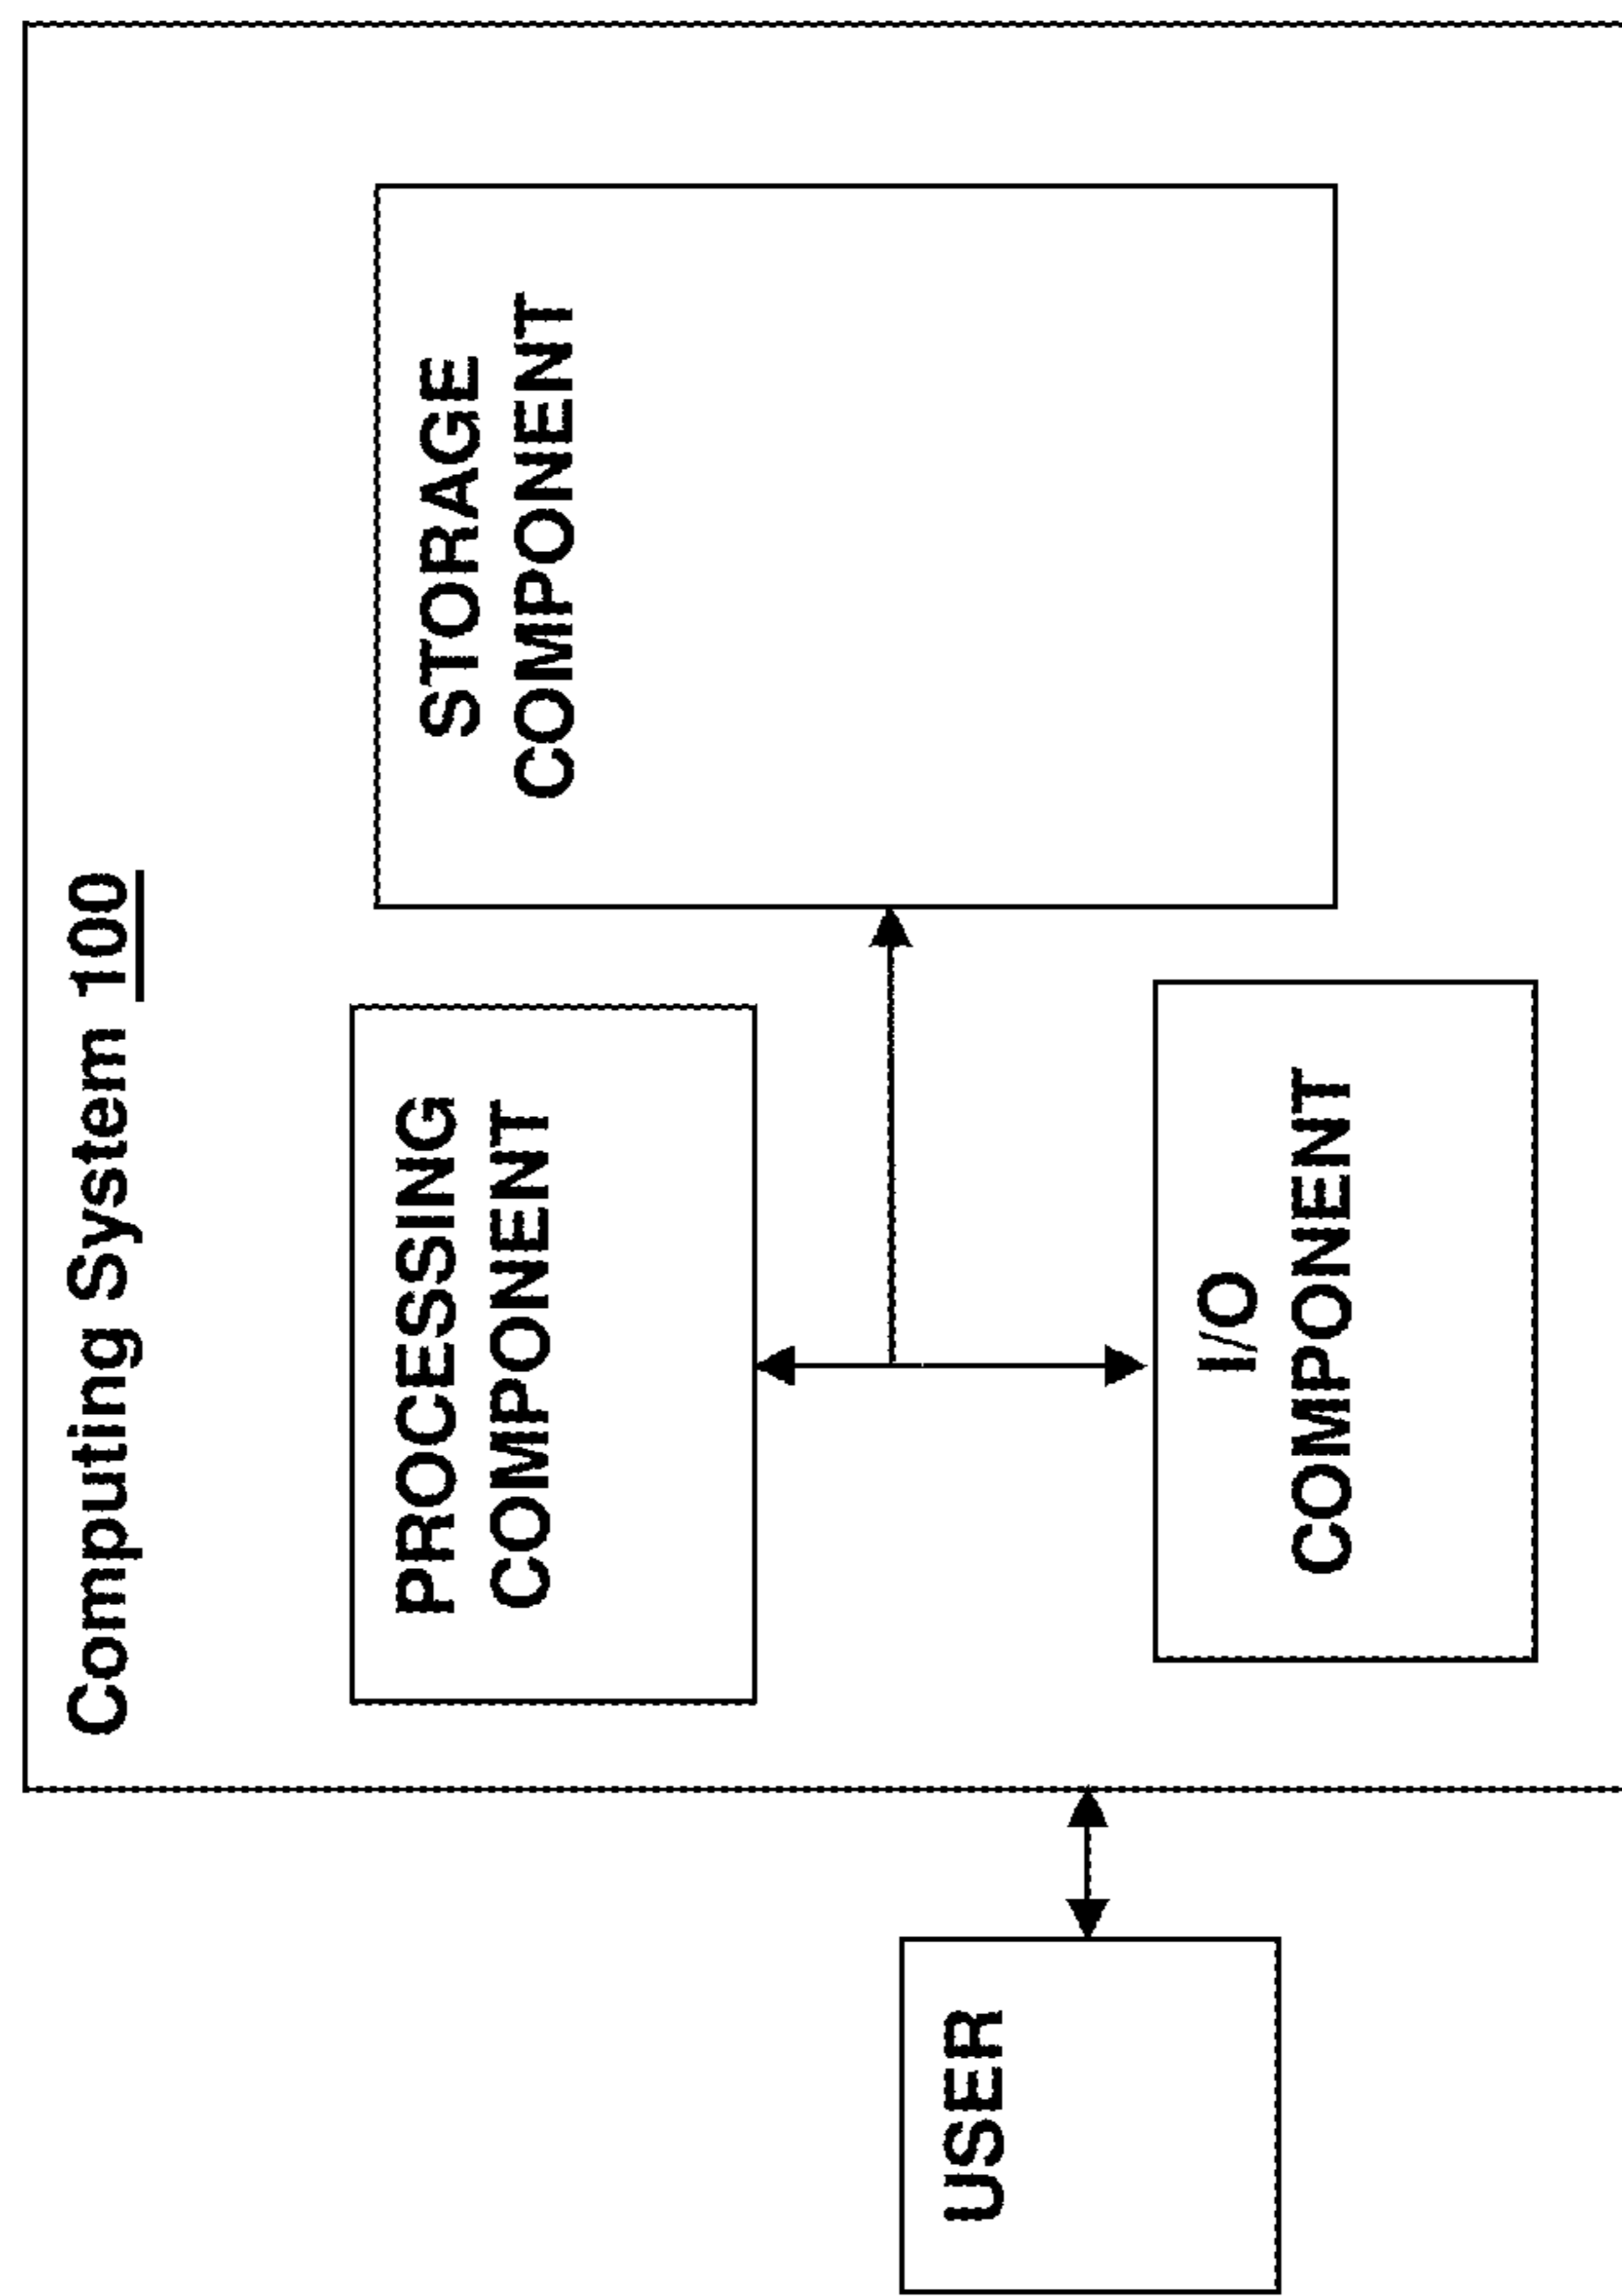 Computing System 100
PROCESSING
COMPONENT
STORAGE
COMPONENT
I/O
COMPONENT
USER